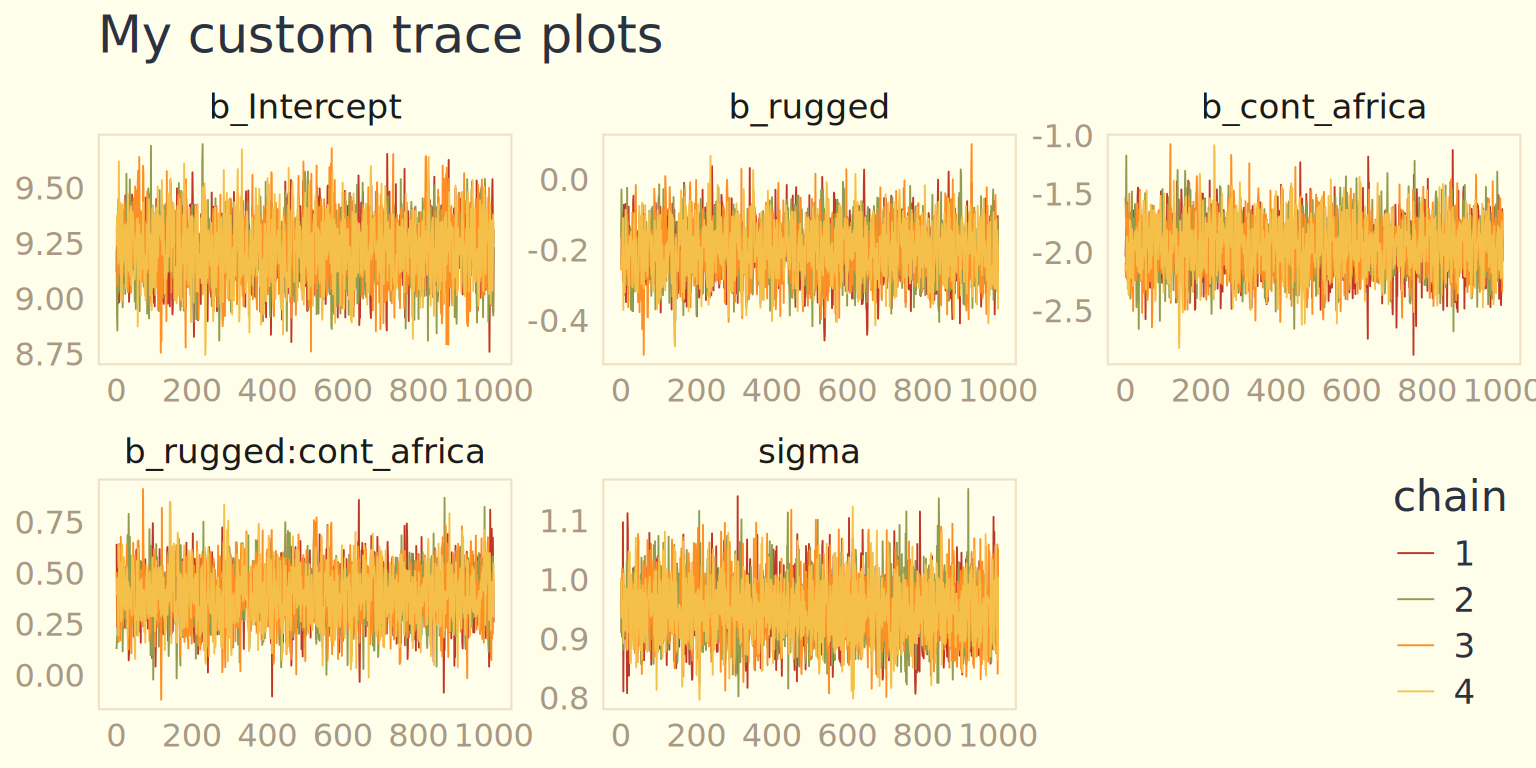 My custom trace plots
b_Intercept
b_rugged
b_cont_africa
9.50
9.25
9.00
8.75
0 200 400 600 800 1000
0.0
-0.2
-0.4
0 200 400 600 800 1000
-1.0
-1.5
-2.0
-2.5
0 200 400 600 800 1000
b_rugged:cont_africa
sigma
0.75
0.50
0.25
0.00
0 200 400 600 800 1000
1.1
1.0
0.9
0.8
0 200 400 600 800 1000
chain
1
2
3
4